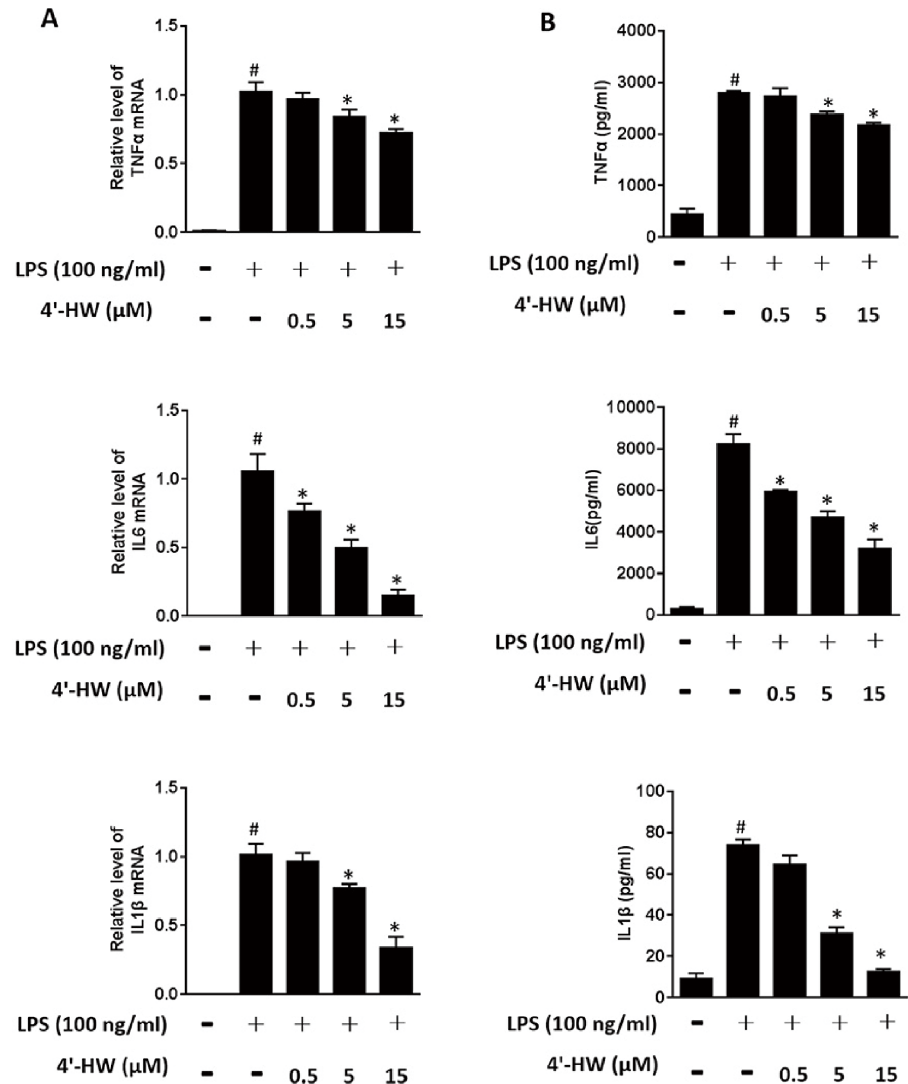 A
Relative level of
TNFα mRNA
1.5
1.0
0.5
0.0
#
*
*
LPS (100 ng/ml) - + + + +
4'-HW (μM) - - 0.5 5 15
B
TNFα (pg/ml)
4000
3000
2000
1000
0
#
*
*
LPS (100 ng/ml) - + + + +
4'-HW (μM) - - 0.5 5 15
Relative level of
IL6 mRNA
1.5
1.0
0.5
0.0
#
*
*
*
LPS (100 ng/ml) - + + + +
4'-HW (μM) - - 0.5 5 15
IL6(pg/ml)
10000
8000
6000
4000
2000
0
#
*
*
*
LPS (100 ng/ml) - + + + +
4'-HW (μM) - - 0.5 5 15
Relative level of
IL1β mRNA
1.5
1.0
0.5
0.0
#
*
*
LPS (100 ng/ml) - + + + +
4'-HW (μM) - - 0.5 5 15
IL1β (pg/ml)
100
80
60
40
20
0
#
*
*
LPS (100 ng/ml) - + + + +
4'-HW (μM) - - 0.5 5 15